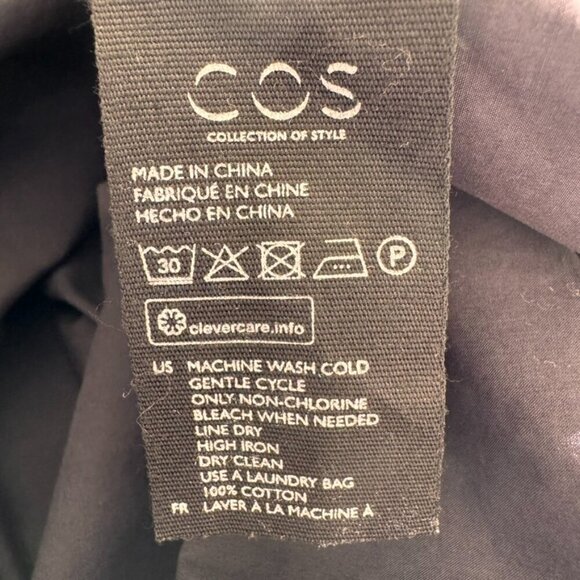 COS
COLLECTION OF STYLE
MADE IN CHINA
FABRIQUÉ EN CHINE
HECHO EN CHINA
30 P
clevercare.info
US MACHINE WASH COLD
GENTLE CYCLE
ONLY NON-CHLORINE
BLEACH WHEN NEEDED
LINE DRY
HIGH IRON
DRY CLEAN
USE A LAUNDRY BAG
100% COTTON
FR LAVER À LA MACHINE À